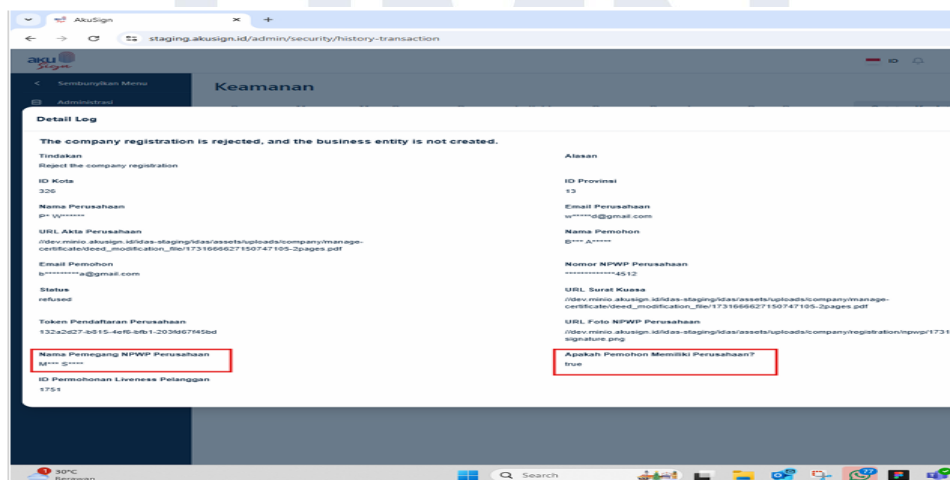 AkuSign
staging.akusign.id/admin/security/history-transaction
aku
Sign
ID
Sembunyikan Menu
Keamanan
Administrasi
Detail Log
The company registration is rejected, and the business entity is not created.
Tindakan
Reject the company registration
Alasan
ID Kota
326
ID Provinsi
13
Nama Perusahaan
P* W******
Email Perusahaan
w*****d@gmail.com
URL Akta Perusahaan
//dev.minio.akusign.id/idas-staging/idas/assets/uploads/company/manage-
certificate/deed_modification_file/1731666627150747105-2pages.pdf
Nama Pemohon
B*** A*****
Email Pemohon
b*********a@gmail.com
Nomor NPWP Perusahaan
*************4512
Status
refused
URL Surat Kuasa
//dev.minio.akusign.id/idas-staging/idas/assets/uploads/company/manage-
certificate/deed_modification_file/1731666627150747105-2pages.pdf
Token Pendaftaran Perusahaan
132a2d27-b815-4ef6-bfb1-203fd67f45bd
URL Foto NPWP Perusahaan
//dev.minio.akusign.id/idas-staging/idas/assets/uploads/company/registration/npwp/1731
signature.png
Nama Pemegang NPWP Perusahaan
M*** S****
Apakah Pemohon Memiliki Perusahaan?
true
ID Permohonan Liveness Pelanggan
1751
30°C
Berawan
Search